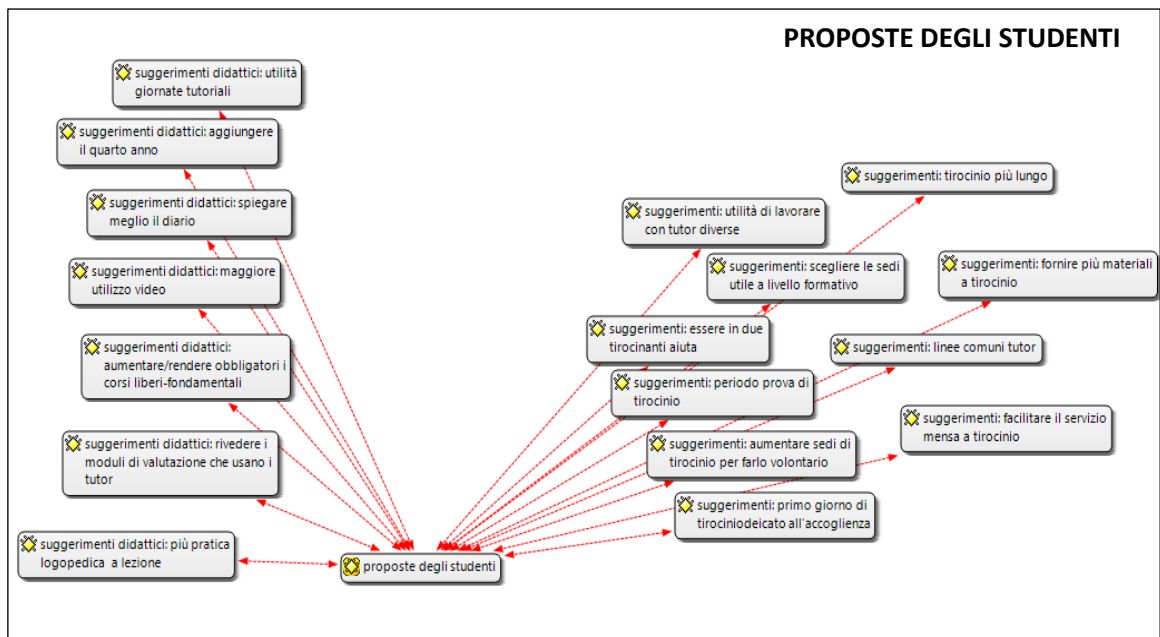 PROPOSTE DEGLI STUDENTI
suggerimenti didattici: utilità
giornate tutoriali
suggerimenti didattici: aggiungere
il quarto anno
suggerimenti didattici: spiegare
meglio il diario
suggerimenti didattici: maggiore
utilizzo video
suggerimenti didattici:
aumentare/rendere obbligatori i
corsi liberi-fondamentali
suggerimenti didattici: rivedere i
moduli di valutazione che usano i
tutor
suggerimenti didattici: più pratica
logopedica a lezione
proposte degli studenti
suggerimenti: tirocinio più lungo
suggerimenti: utilità di lavorare
con tutor diverse
suggerimenti: scegliere le sedi
utile a livello formativo
suggerimenti: fornire più materiali
a tirocinio
suggerimenti: essere in due
tirocinanti aiuta
suggerimenti: linee comuni tutor
suggerimenti: periodo prova di
tirocinio
suggerimenti: facilitare il servizio
mensa a tirocinio
suggerimenti: aumentare sedi di
tirocinio per farlo volontario
suggerimenti: primo giorno di
tirociniodeicato all'accoglienza